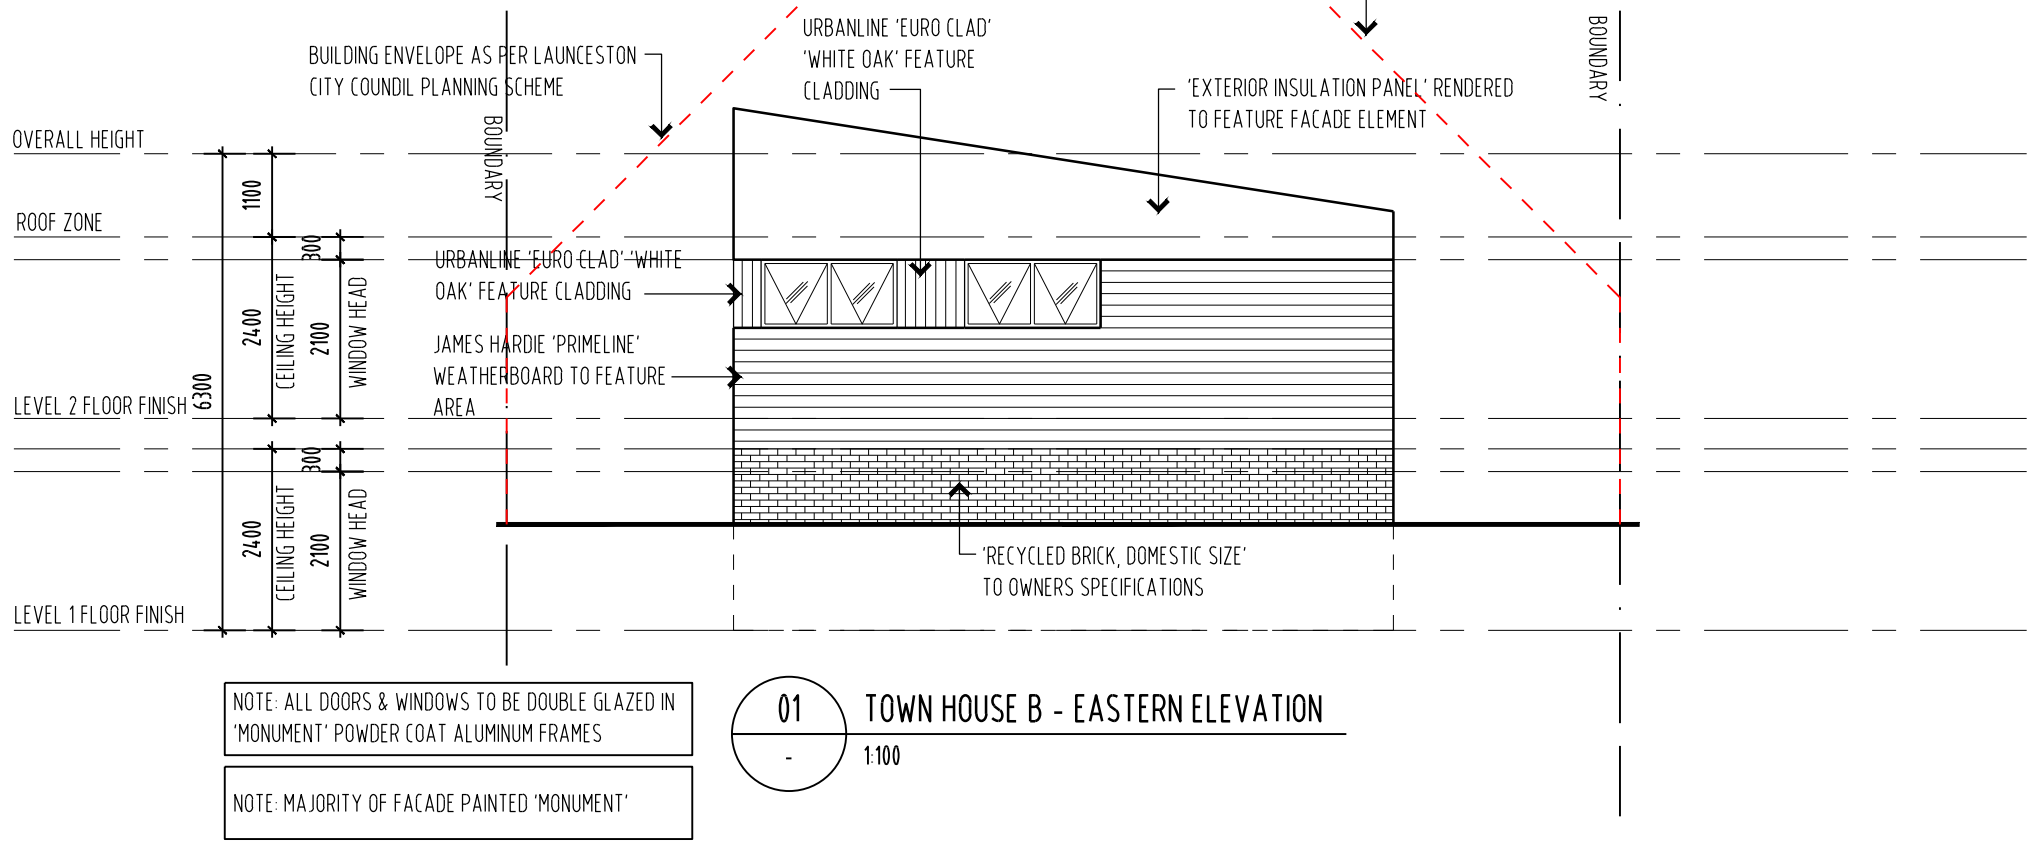 URBANLINE 'EURO CLAD'
'WHITE OAK' FEATURE
CLADDING
BUILDING ENVELOPE AS PER LAUNCESTON
CITY COUNDIL PLANNING SCHEME
'EXTERIOR INSULATION PANEL' RENDERED
TO FEATURE FACADE ELEMENT
BOUNDARY
BOUNDARY
OVERALL HEIGHT
1100
ROOF ZONE
300
URBANLINE 'EURO CLAD' 'WHITE
OAK' FEATURE CLADDING
2400
CEILING HEIGHT
2100
WINDOW HEAD
JAMES HARDIE 'PRIMELINE'
WEATHERBOARD TO FEATURE
AREA
6300
LEVEL 2 FLOOR FINISH
300
2400
CEILING HEIGHT
2100
WINDOW HEAD
'RECYCLED BRICK, DOMESTIC SIZE'
TO OWNERS SPECIFICATIONS
LEVEL 1 FLOOR FINISH
NOTE: ALL DOORS & WINDOWS TO BE DOUBLE GLAZED IN
'MONUMENT' POWDER COAT ALUMINUM FRAMES
NOTE: MAJORITY OF FACADE PAINTED 'MONUMENT'
01
-
TOWN HOUSE B - EASTERN ELEVATION
1:100